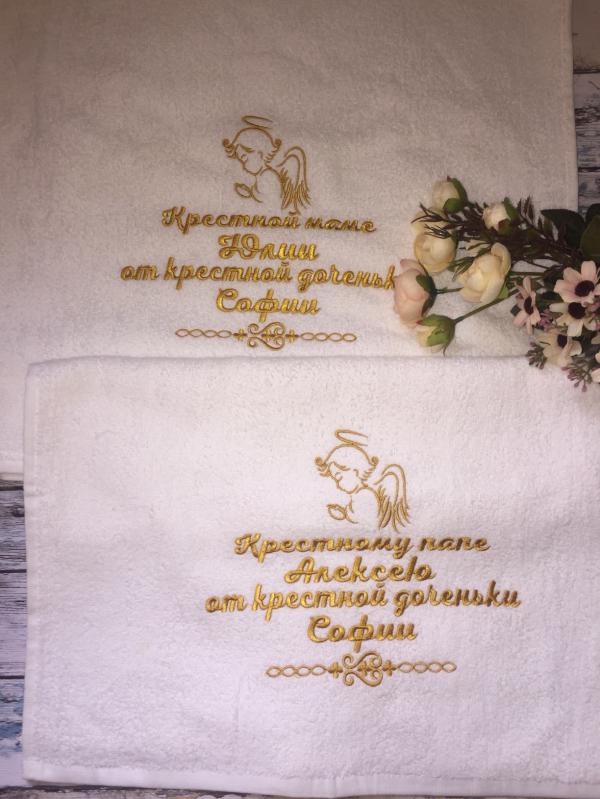 Крестной маме
Юлии
от крестной доченьк
Софии
Крестному папе
Алексею
от крестной доченьки
Софии